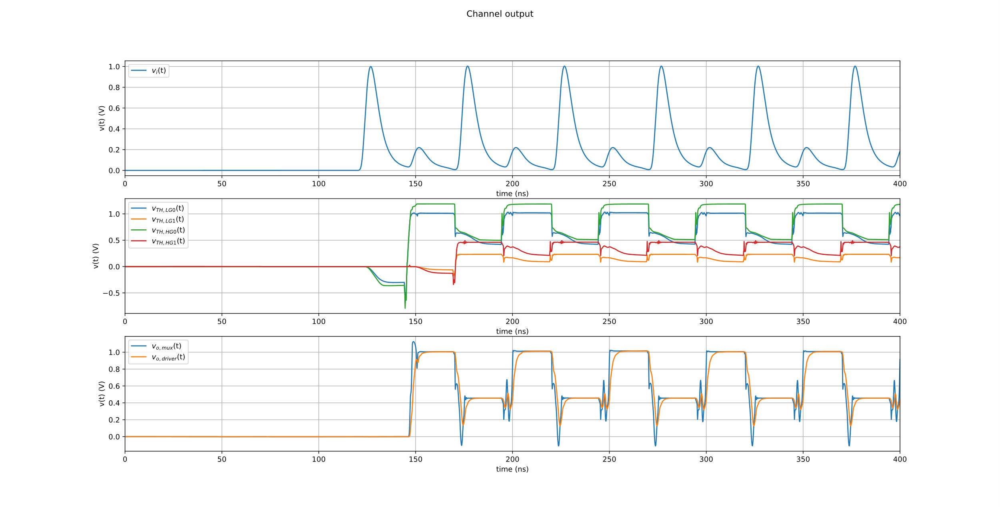 Channel output
v(t) (V)
1.0
0.8
0.6
0.4
0.2
0.0
v_i(t)
0 50 100 150 200 250 300 350 400
time (ns)
v(t) (V)
1.0
0.5
0.0
−0.5
v_TH,LG0(t)
v_TH,LG1(t)
v_TH,HG0(t)
v_TH,HG1(t)
0 50 100 150 200 250 300 350 400
time (ns)
v(t) (V)
1.0
0.8
0.6
0.4
0.2
0.0
v_o,mux(t)
v_o,driver(t)
0 50 100 150 200 250 300 350 400
time (ns)